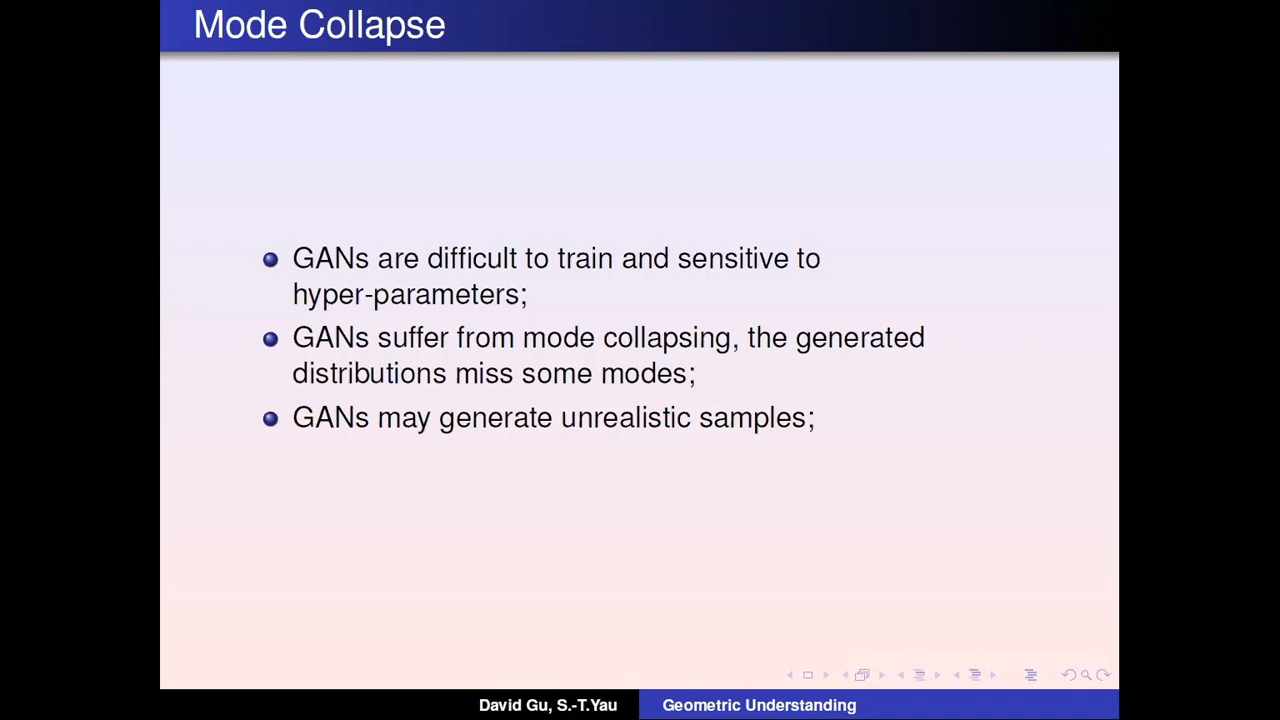 Mode Collapse
GANs are difficult to train and sensitive to
hyper-parameters;
GANs suffer from mode collapsing, the generated
distributions miss some modes;
GANs may generate unrealistic samples;
David Gu, S.-T.Yau
Geometric Understanding